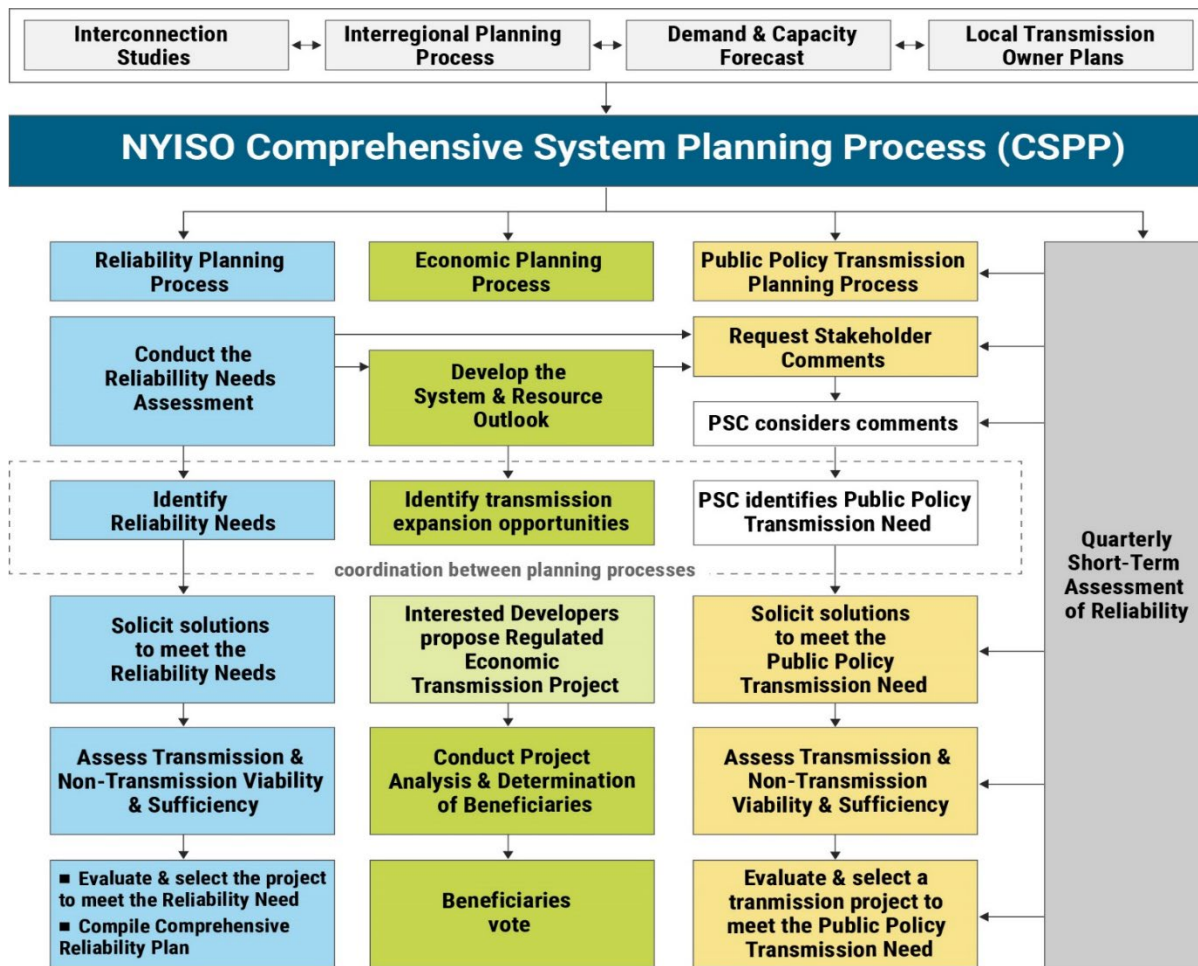 Interconnection
Studies
Interregional Planning
Process
Demand & Capacity
Forecast
Local Transmission
Owner Plans
NYISO Comprehensive System Planning Process (CSPP)
Reliability Planning
Process
Economic Planning
Process
Public Policy Transmission
Planning Process
Conduct the
Reliabillity Needs
Assessment
Develop the
System & Resource
Outlook
Request Stakeholder
Comments
PSC considers comments
Identify
Reliability Needs
Identify transmission
expansion opportunities
PSC identifies Public Policy
Transmission Need
coordination between planning processes
Quarterly
Short-Term
Assessment
of Reliability
Solicit solutions
to meet the
Reliability Needs
Interested Developers
propose Regulated
Economic
Transmission Project
Solicit solutions
to meet the
Public Policy
Transmission Need
Assess Transmission &
Non-Transmission Viability
& Sufficiency
Conduct Project
Analysis & Determination
of Beneficiaries
Assess Transmission &
Non-Transmission
Viability & Sufficiency
■ Evaluate & select the project
to meet the Reliability Need
■ Compile Comprehensive
Reliability Plan
Beneficiaries
vote
Evaluate & select a
tranmission project to
meet the Public Policy
Transmission Need